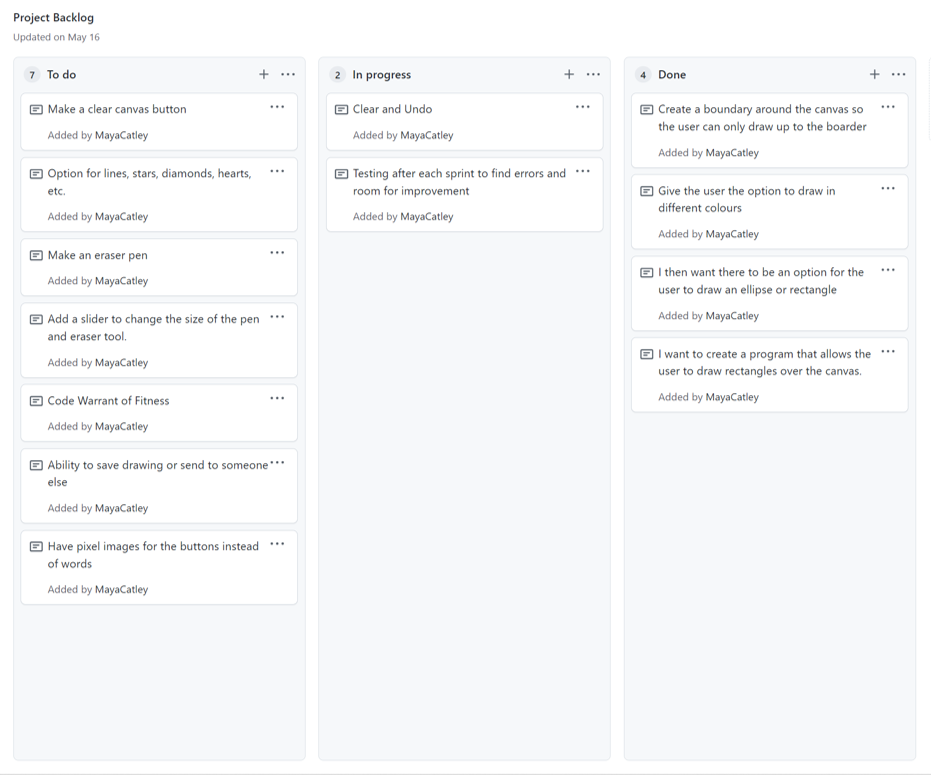 Project Backlog
Updated on May 16
7 To do
Make a clear canvas button
Added by MayaCatley
Option for lines, stars, diamonds, hearts,
etc.
Added by MayaCatley
Make an eraser pen
Added by MayaCatley
Add a slider to change the size of the pen
and eraser tool.
Added by MayaCatley
Code Warrant of Fitness
Added by MayaCatley
Ability to save drawing or send to someone
else
Added by MayaCatley
Have pixel images for the buttons instead
of words
Added by MayaCatley
2 In progress
Clear and Undo
Added by MayaCatley
Testing after each sprint to find errors and
room for improvement
Added by MayaCatley
4 Done
Create a boundary around the canvas so
the user can only draw up to the boarder
Added by MayaCatley
Give the user the option to draw in
different colours
Added by MayaCatley
I then want there to be an option for the
user to draw an ellipse or rectangle
Added by MayaCatley
I want to create a program that allows the
user to draw rectangles over the canvas.
Added by MayaCatley